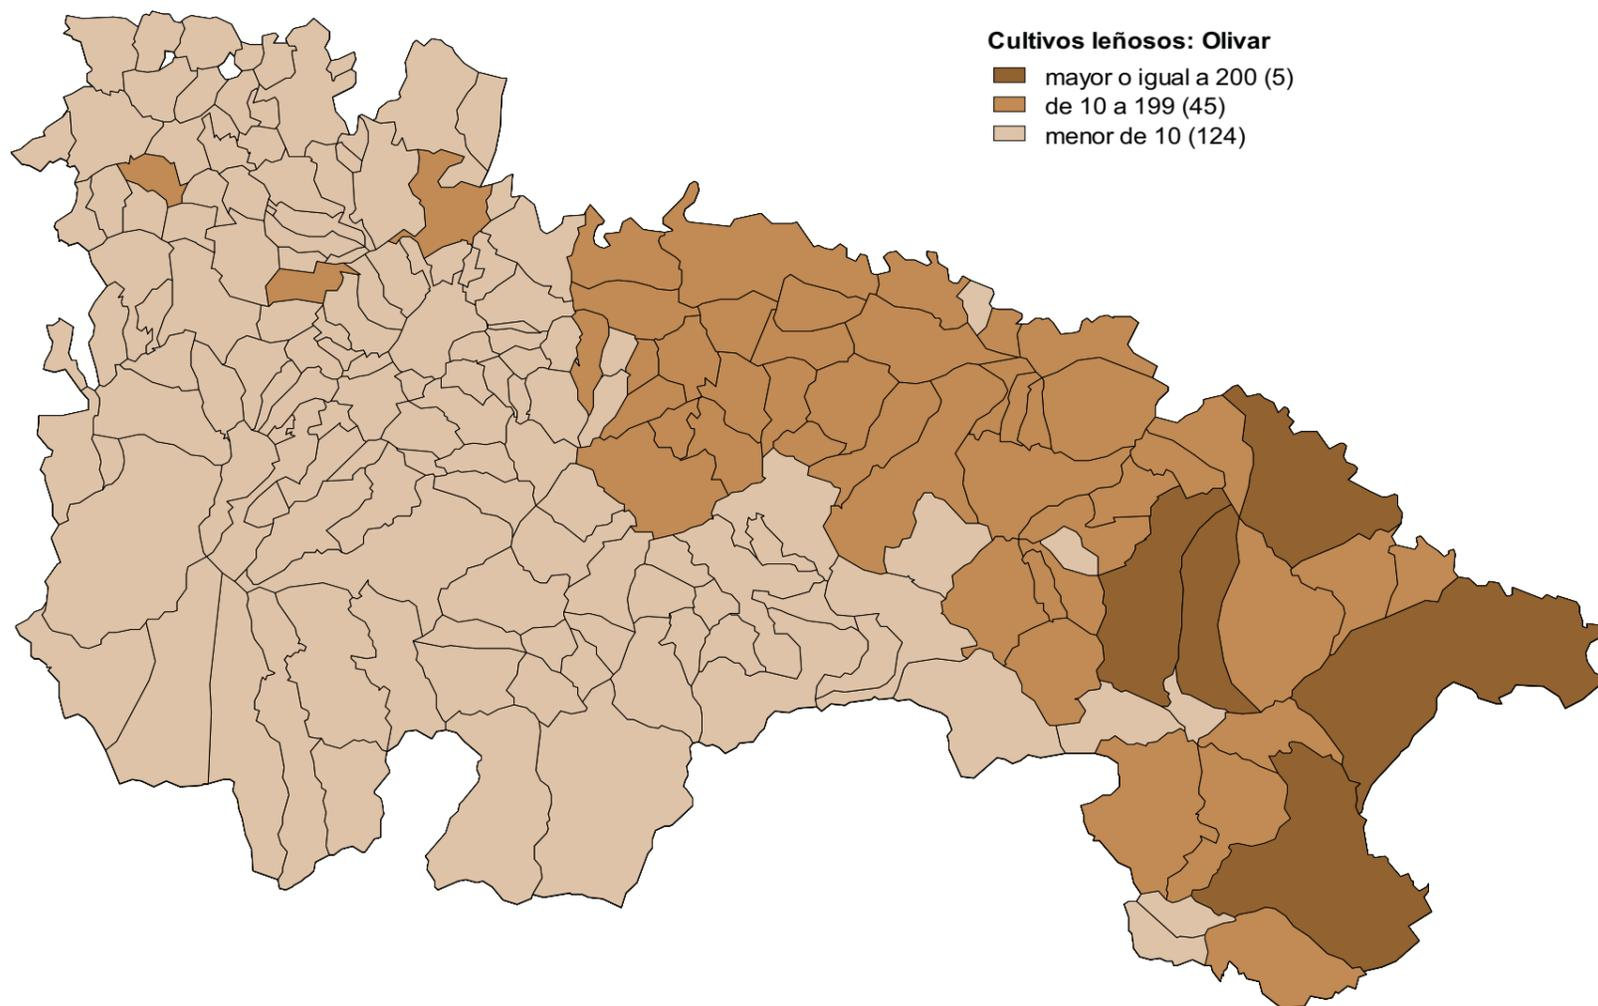 Cultivos leñosos: Olivar
mayor o igual a 200 (5)
de 10 a 199 (45)
menor de 10 (124)